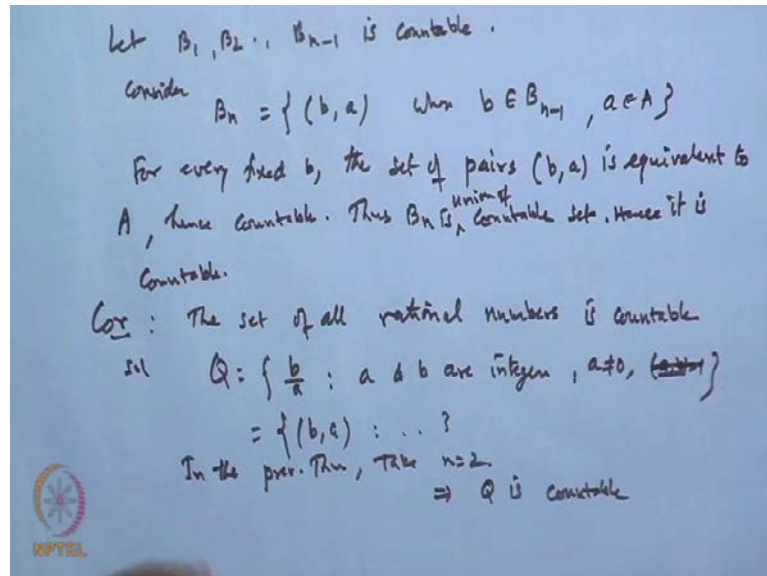 Let B1, B2 .., Bn-1 is Countable.
Consider
Bn = { (b, a) where b ∈ Bn-1, a ∈ A }
For every fixed b, the set of pairs (b, a) is equivalent to
A, hence countable. Thus Bn is union of Countable set. Hence it is
Countable.
Cor: The set of all rational numbers is countable
Sol Q = { b/a : a & b are integers, a≠0, }
= { (b, a) : .. }
In the prev. Thm, Take n=2
⇒ Q is countable
NPTEL